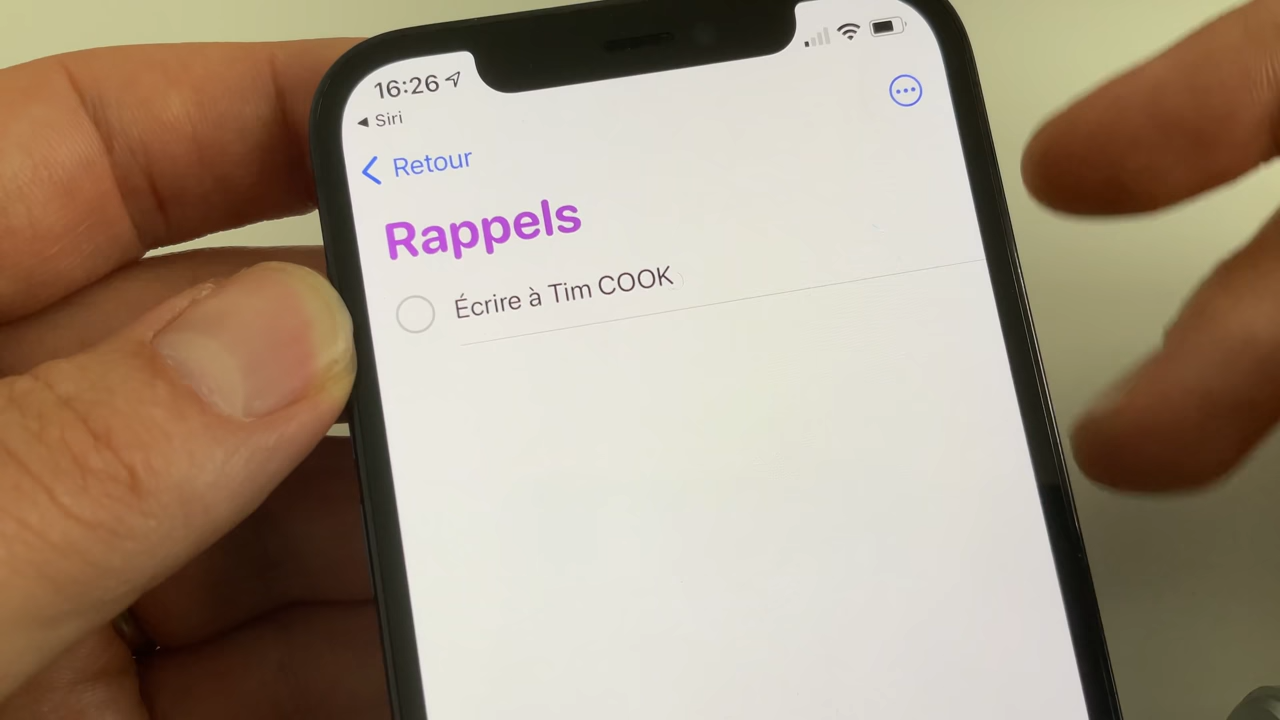 16:26
◀ Siri
Retour
Rappels
Écrire à Tim COOK